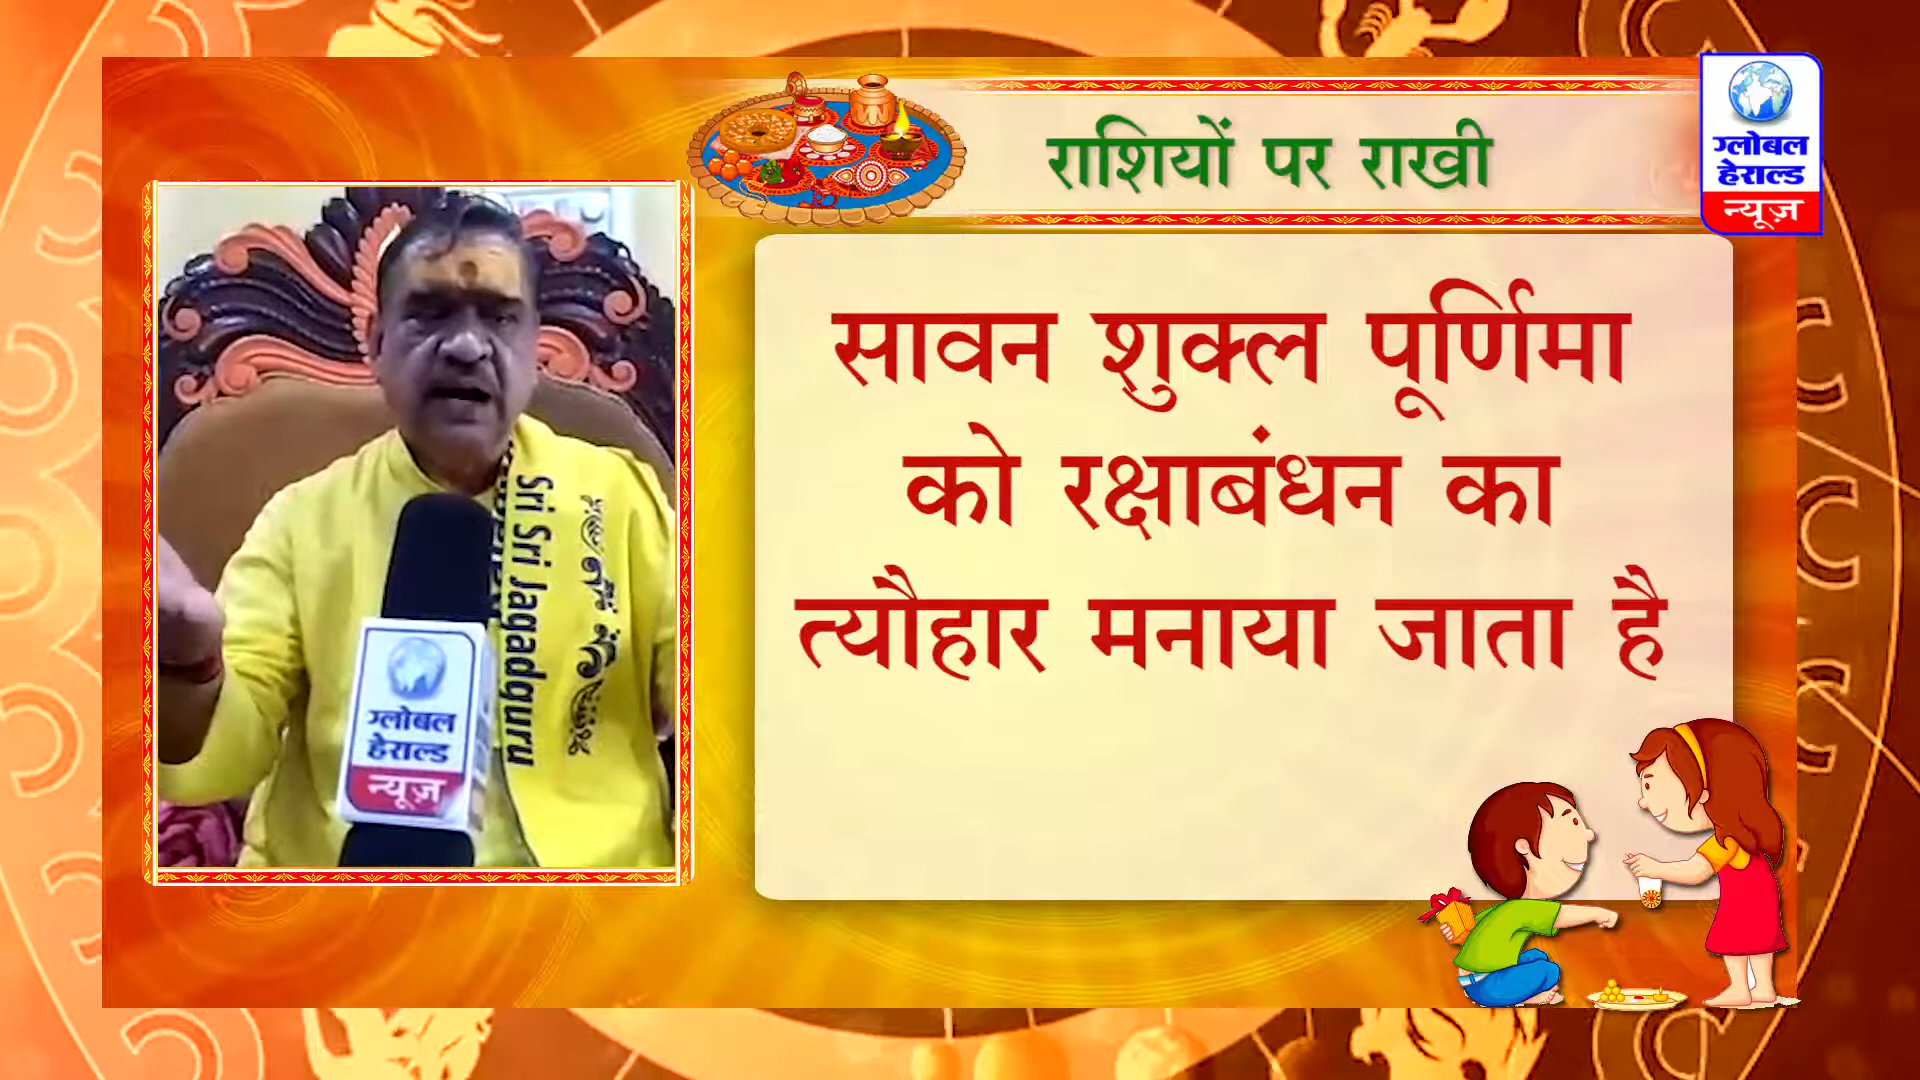 राशियों पर राखी
ग्लोबल
हेराल्ड
न्यूज़
सावन शुक्ल पूर्णिमा
को रक्षाबंधन का
त्यौहार मनाया जाता है
Sri Sri Jagadguru
ग्लोबल
हेराल्ड
न्यूज़